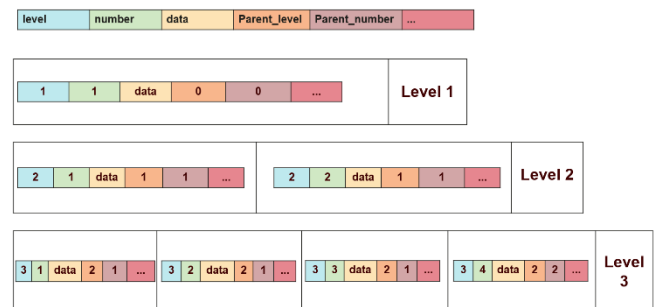 level number data Parent_level Parent_number ...
1 1 data 0 0 ... Level 1
2 1 data 1 1 ... 2 2 data 1 1 ... Level 2
3 1 data 2 1 ... 3 2 data 2 1 ... 3 3 data 2 1 ... 3 4 data 2 2 ... Level
3